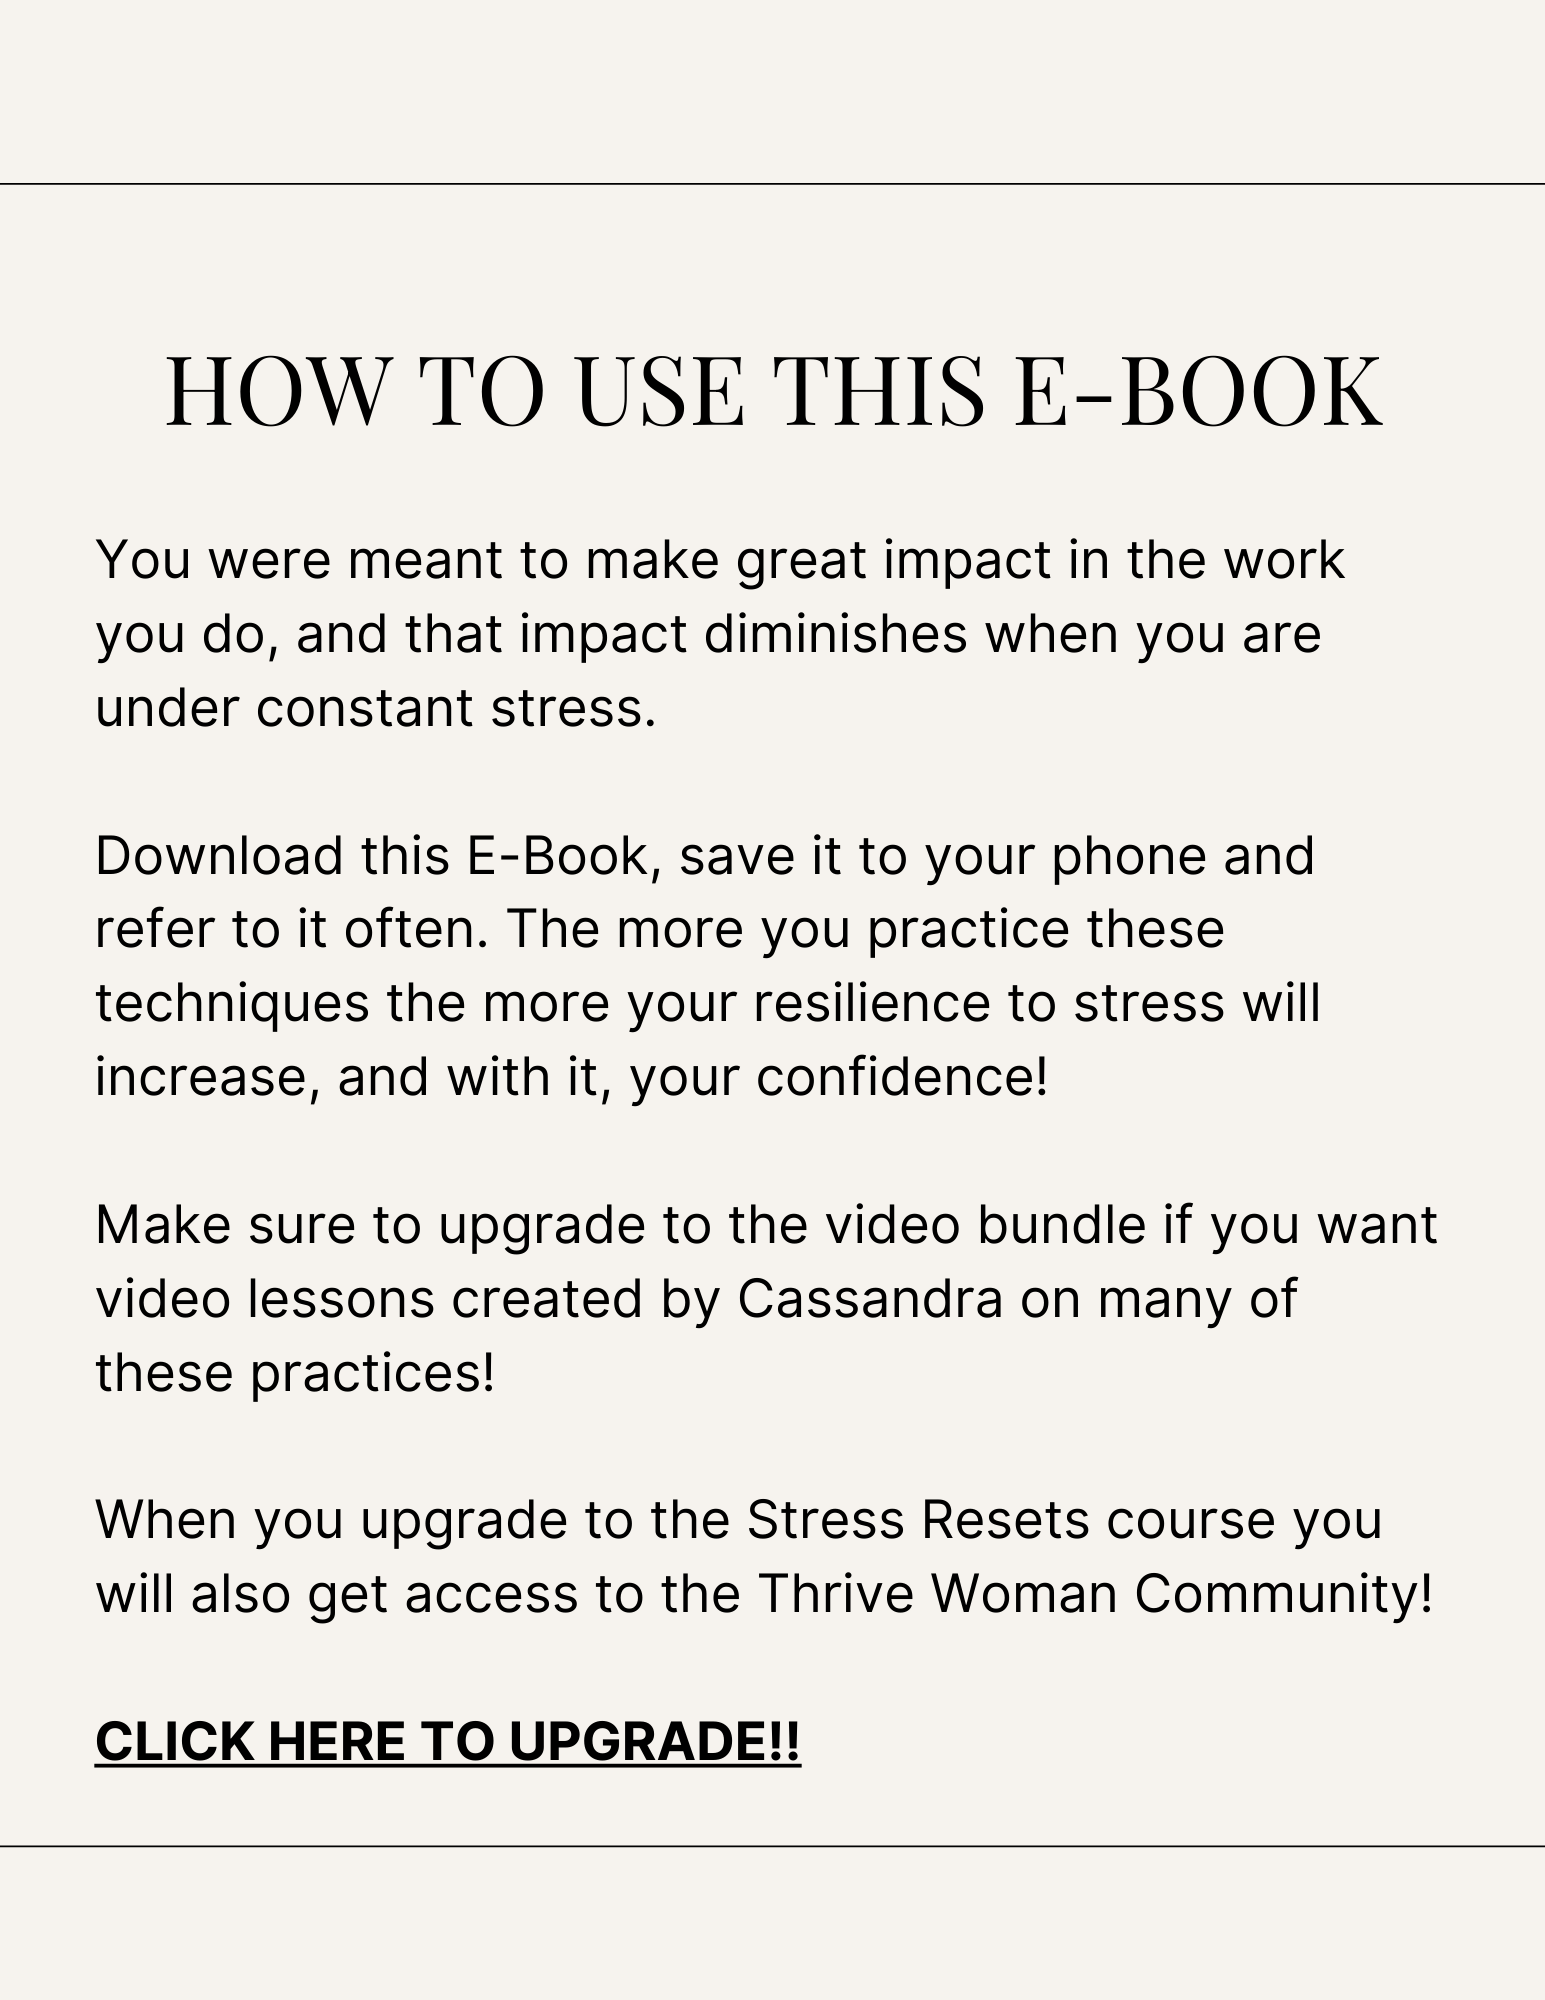 HOW TO USE THIS E-BOOK
You were meant to make great impact in the work
you do, and that impact diminishes when you are
under constant stress.
Download this E-Book, save it to your phone and
refer to it often. The more you practice these
techniques the more your resilience to stress will
increase, and with it, your confidence!
Make sure to upgrade to the video bundle if you want
video lessons created by Cassandra on many of
these practices!
When you upgrade to the Stress Resets course you
will also get access to the Thrive Woman Community!
CLICK HERE TO UPGRADE!!